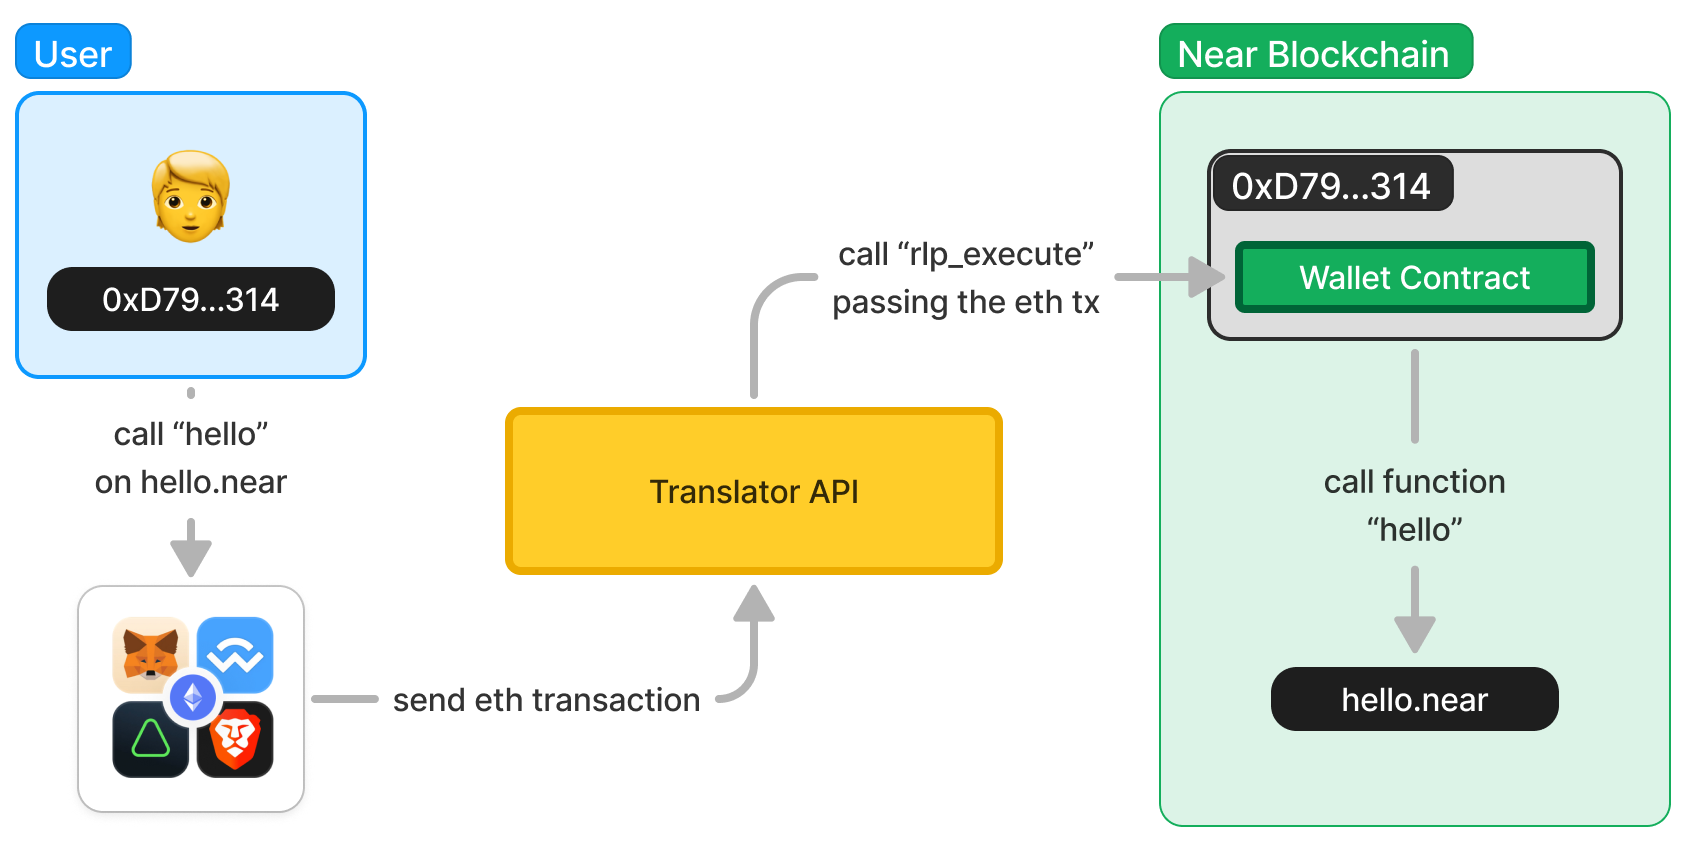 User
0xD79...314
call “hello”
on hello.near
send eth transaction
Translator API
call “rlp_execute”
passing the eth tx
Near Blockchain
0xD79...314
Wallet Contract
call function
“hello”
hello.near